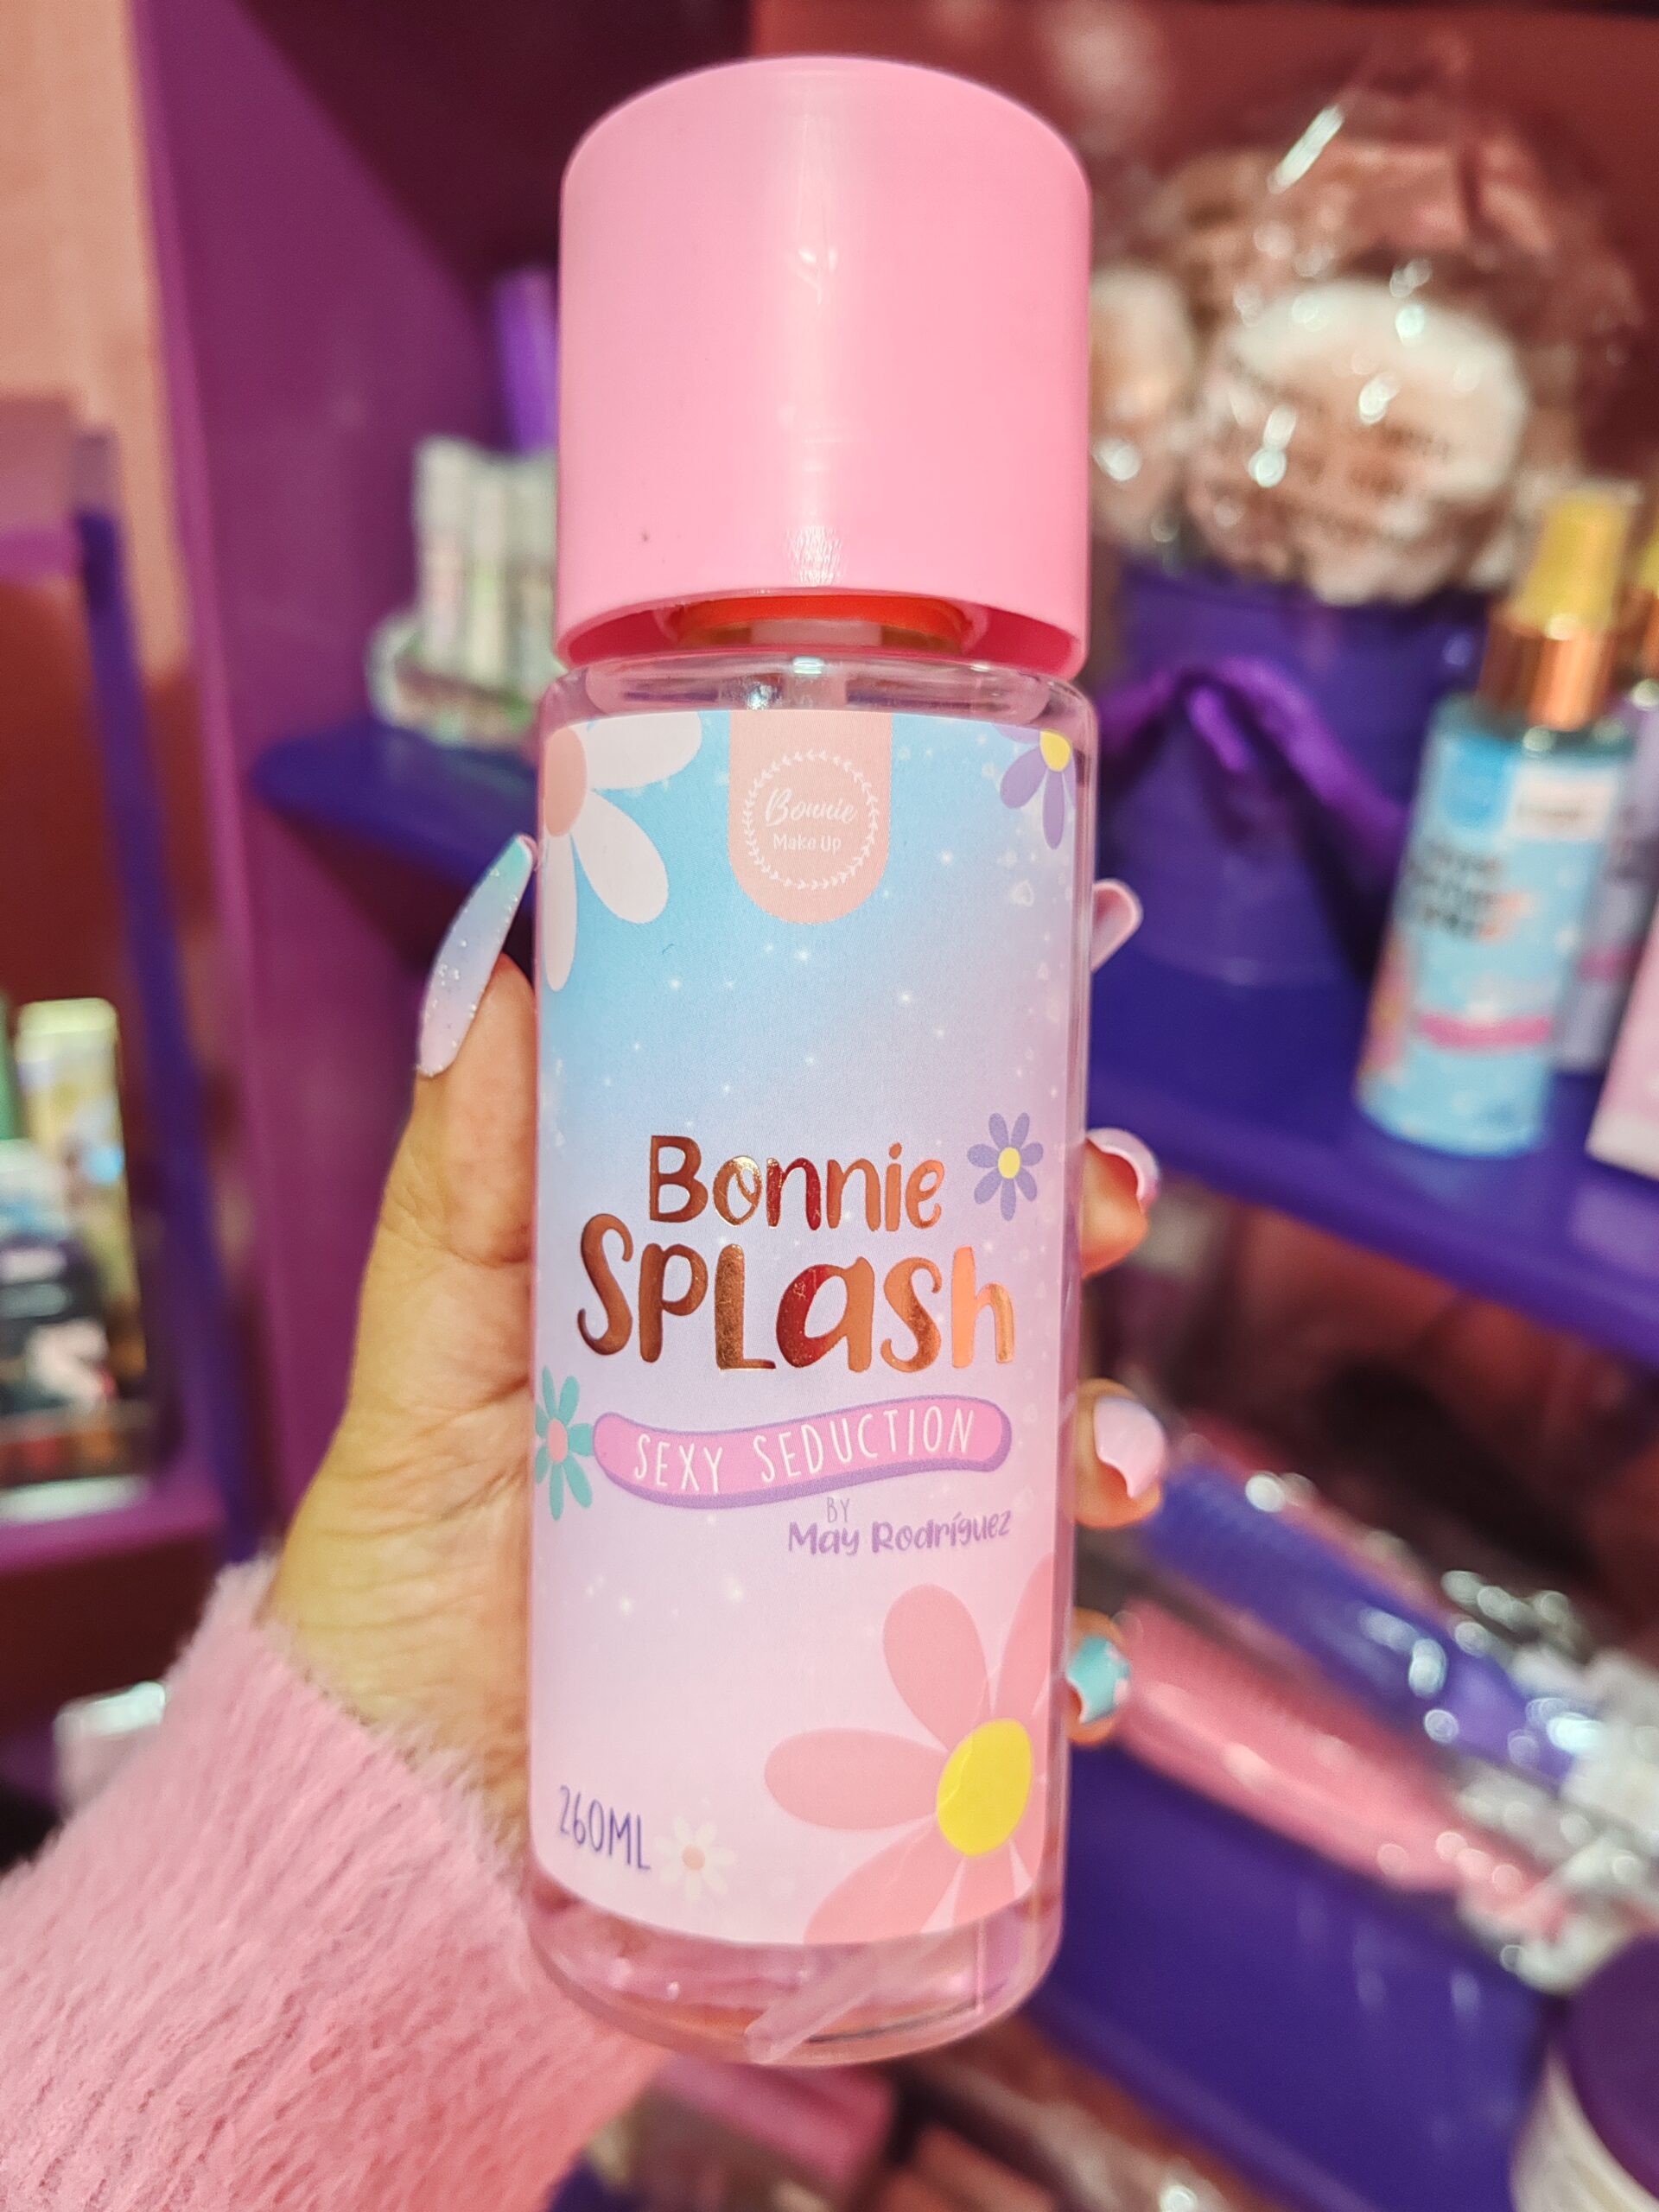 Bonnie
Make Up
Bonnie
SPLash
SEXY SEDUCTION
BY
May Rodríguez
260ML